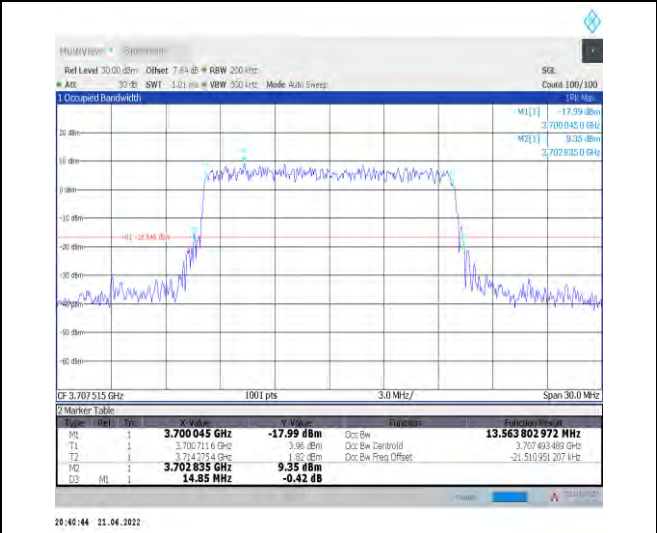 MultiView Spectrum
Ref Level 30.00 dBm Offset 7.64 dB RBW 200 kHz SGL
Att 30 dB SWT 1.01 ms VBW 500 kHz Mode Auto Sweep Count 100/100
1 Occupied Bandwidth 1Pk Max
M1[1] -17.99 dBm
3.700 045 0 GHz
M2[1] 9.35 dBm
3.702 835 0 GHz
20 dBm
10 dBm
0 dBm
-10 dBm
-20 dBm
-30 dBm
-40 dBm
-50 dBm
-60 dBm
CF 3.707 515 GHz 1001 pts 3.0 MHz/ Span 30.0 MHz
2 Marker Table
Type Ref Trc X-Value Y-Value Function Function Result
M1 1 3.700 045 GHz -17.99 dBm Occ Bw 13.563 802 972 MHz
T1 1 3.700 711 6 GHz 3.96 dBm Occ Bw Centroid 3.707 493 489 GHz
T2 1 3.714 275 4 GHz 1.82 dBm Occ Bw Freq Offset -21.510 951 207 kHz
M2 1 3.702 835 GHz 9.35 dBm
D3 M1 1 14.85 MHz -0.42 dB
20:40:44 21.04.2022